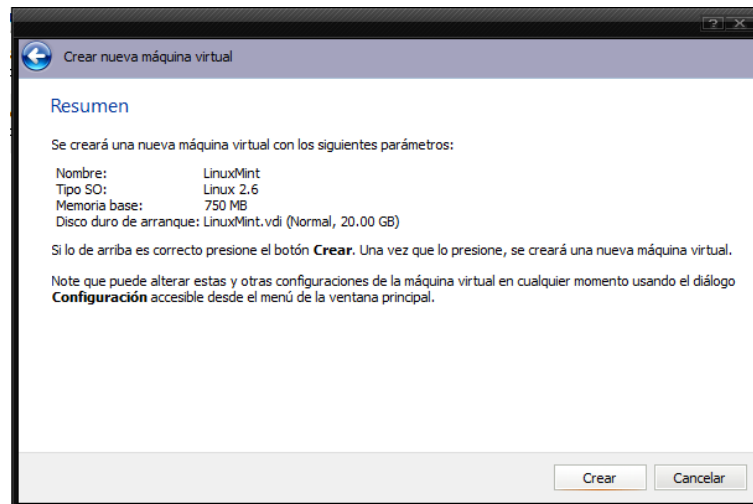 Crear nueva máquina virtual
Resumen
Se creará una nueva máquina virtual con los siguientes parámetros:
Nombre: LinuxMint
Tipo SO: Linux 2.6
Memoria base: 750 MB
Disco duro de arranque: LinuxMint.vdi (Normal, 20.00 GB)
Si lo de arriba es correcto presione el botón Crear. Una vez que lo presione, se creará una nueva máquina virtual.
Note que puede alterar estas y otras configuraciones de la máquina virtual en cualquier momento usando el diálogo
Configuración accesible desde el menú de la ventana principal.
Crear Cancelar